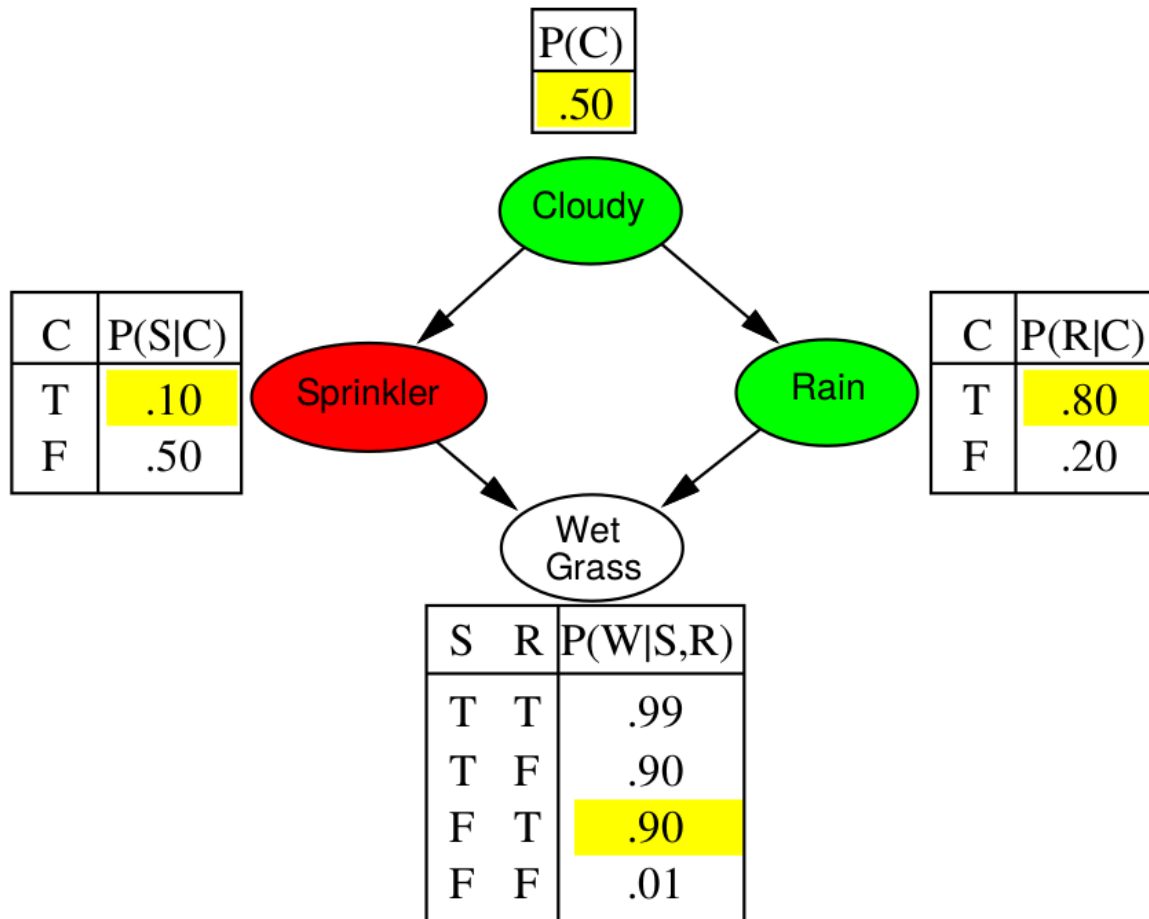 P(C)
.50
Cloudy
C P(S|C)
T .10
F .50
Sprinkler
Rain
C P(R|C)
T .80
F .20
Wet
Grass
S R P(W|S,R)
T T .99
T F .90
F T .90
F F .01